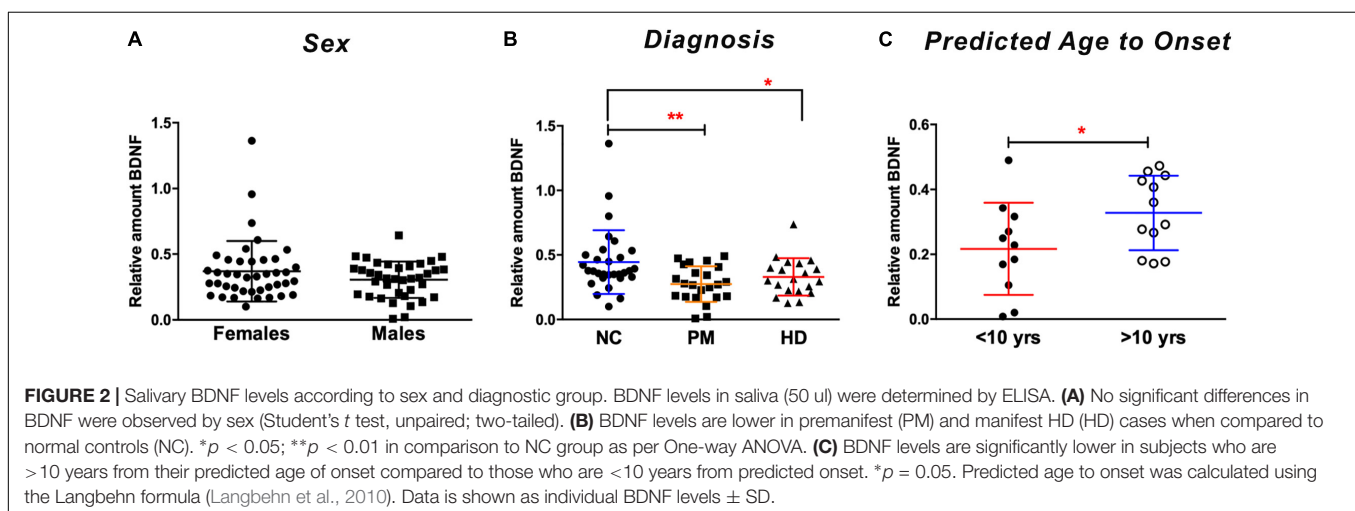 A Sex
B Diagnosis
C Predicted Age to Onset
Relative amount BDNF
1.5
1.0
0.5
0.0
Females Males
Relative amount BDNF
1.5
1.0
0.5
0.0
*
**
NC PM HD
Relative amount BDNF
0.6
0.4
0.2
0.0
*
<10 yrs >10 yrs
FIGURE 2 | Salivary BDNF levels according to sex and diagnostic group. BDNF levels in saliva (50 ul) were determined by ELISA. (A) No significant differences in
BDNF were observed by sex (Student's t test, unpaired; two-tailed). (B) BDNF levels are lower in premanifest (PM) and manifest HD (HD) cases when compared to
normal controls (NC). *p < 0.05; **p < 0.01 in comparison to NC group as per One-way ANOVA. (C) BDNF levels are significantly lower in subjects who are
>10 years from their predicted age of onset compared to those who are <10 years from predicted onset. *p = 0.05. Predicted age to onset was calculated using
the Langbehn formula (Langbehn et al., 2010). Data is shown as individual BDNF levels ± SD.